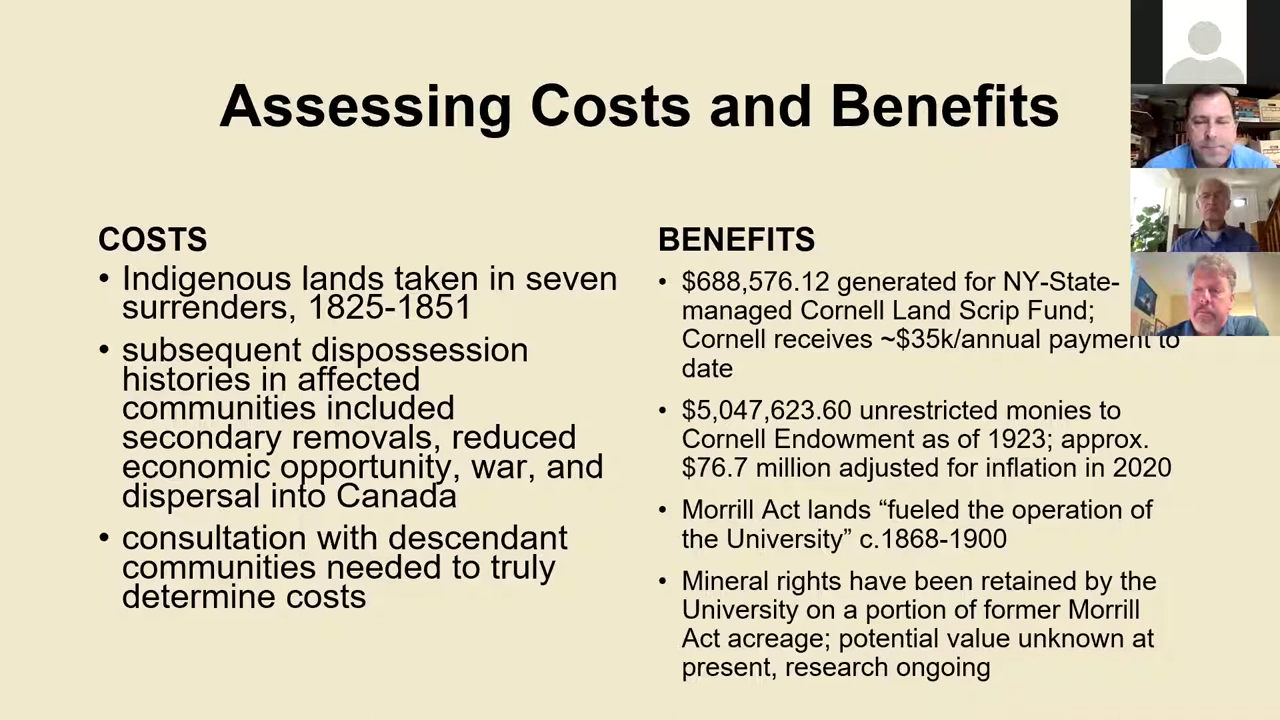 Assessing Costs and Benefits
COSTS
• Indigenous lands taken in seven
surrenders, 1825-1851
• subsequent dispossession
histories in affected
communities included
secondary removals, reduced
economic opportunity, war, and
dispersal into Canada
• consultation with descendant
communities needed to truly
determine costs
BENEFITS
• $688,576.12 generated for NY-State-
managed Cornell Land Scrip Fund;
Cornell receives ~$35k/annual payment to
date
• $5,047,623.60 unrestricted monies to
Cornell Endowment as of 1923; approx.
$76.7 million adjusted for inflation in 2020
• Morrill Act lands “fueled the operation of
the University” c.1868-1900
• Mineral rights have been retained by the
University on a portion of former Morrill
Act acreage; potential value unknown at
present, research ongoing